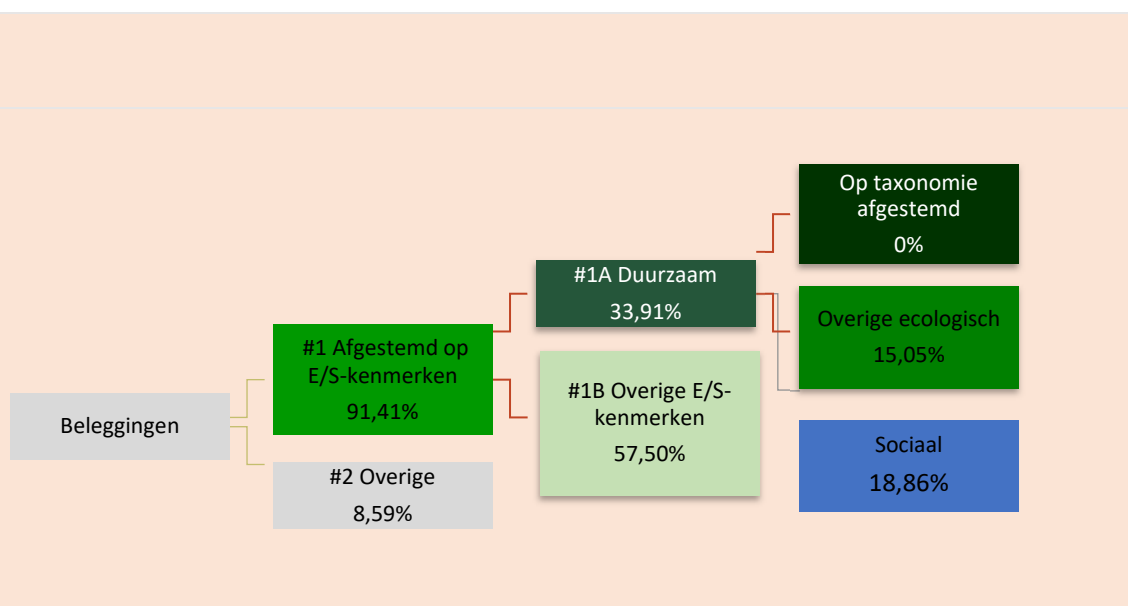 Beleggingen
#1 Afgestemd op
E/S-kenmerken
91,41%
#2 Overige
8,59%
#1A Duurzaam
33,91%
#1B Overige E/S-
kenmerken
57,50%
Op taxonomie
afgestemd
0%
Overige ecologisch
15,05%
Sociaal
18,86%